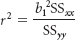 r² = b₁²SSₓₓ / SSᵧᵧ